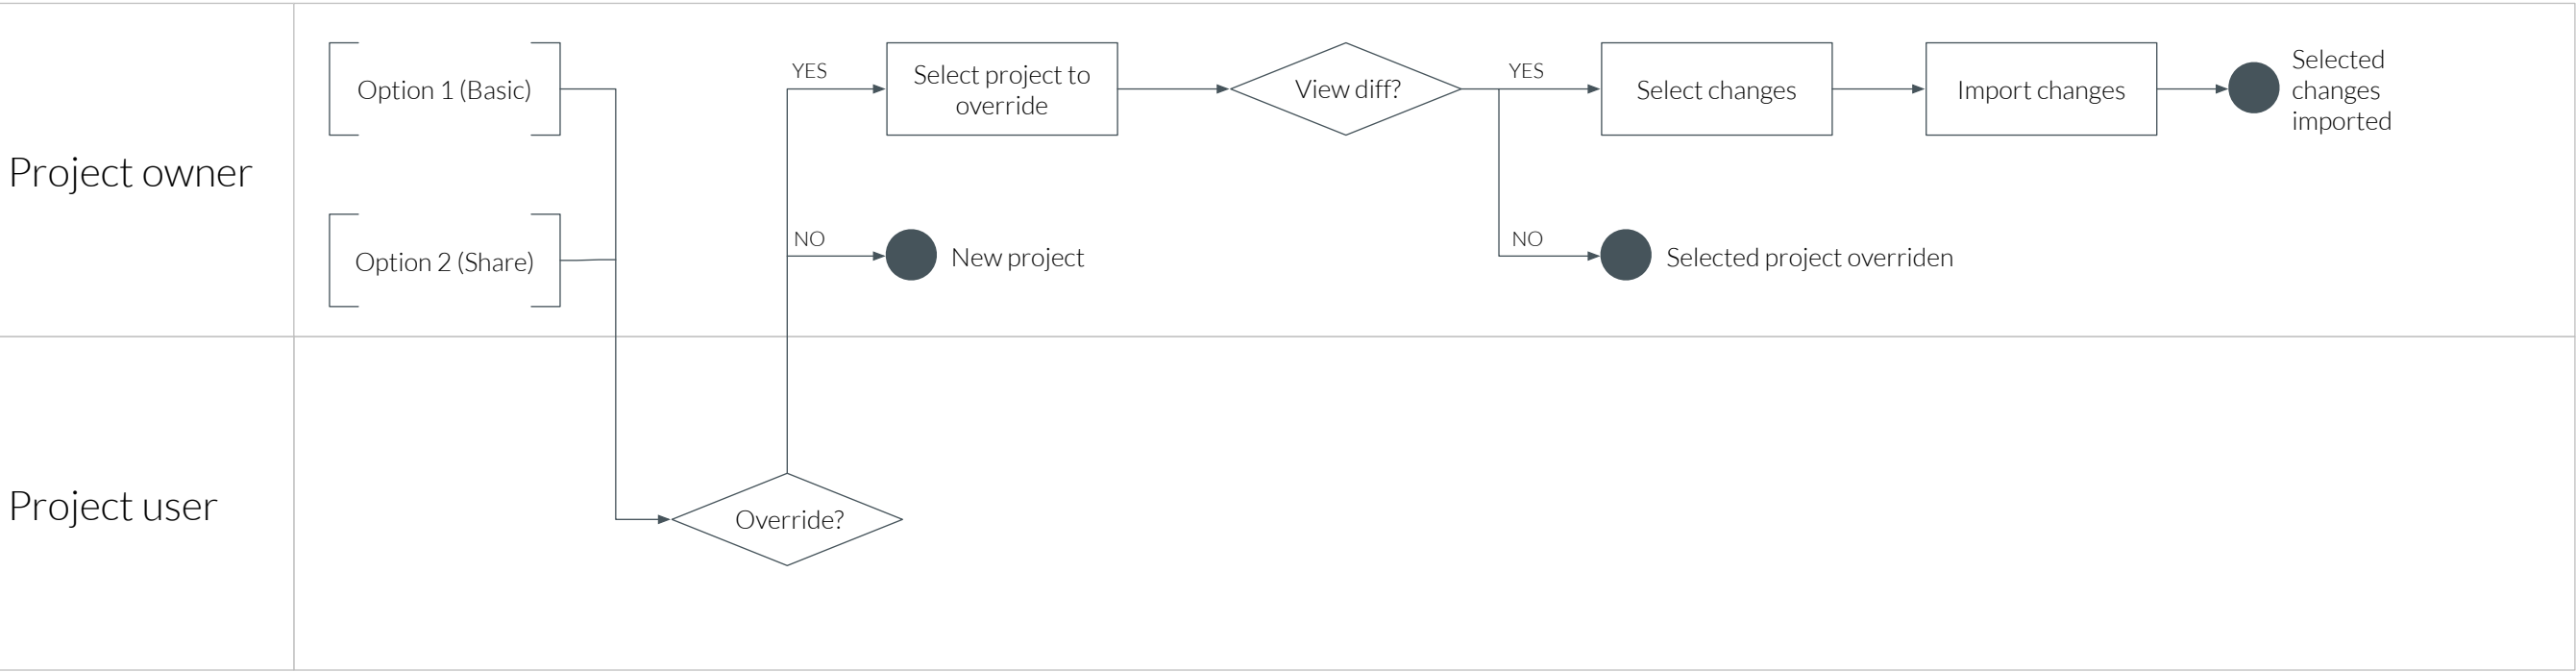 Project owner
Option 1 (Basic)
Option 2 (Share)
YES
Select project to
override
NO
New project
View diff?
YES
Select changes
Import changes
Selected
changes
imported
NO
Selected project overriden
Project user
Override?